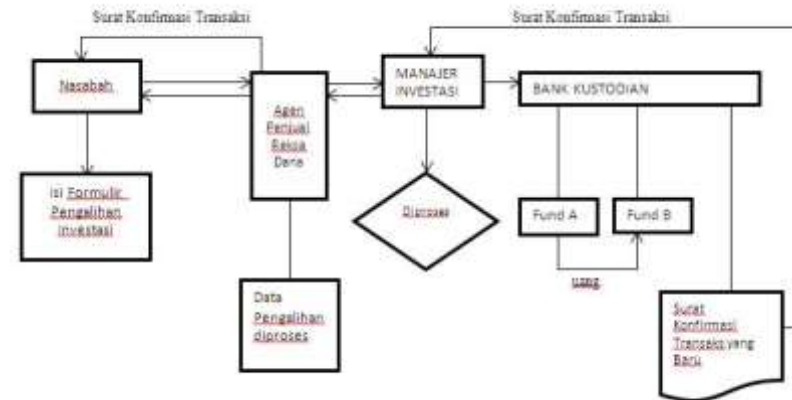 Surat Konfirmasi Transaksi
Surat Konfirmasi Transaksi
Nasabah
Agen
Penjual
Reksa
Dana
MANAJER
INVESTASI
BANK KUSTODIAN
Isi Formulir
Pengalihan
Investasi
Diproses
Fund A
Fund B
uang
Data
Pengalihan
diproses
Surat
Konfirmasi
Transaksi yang
Baru